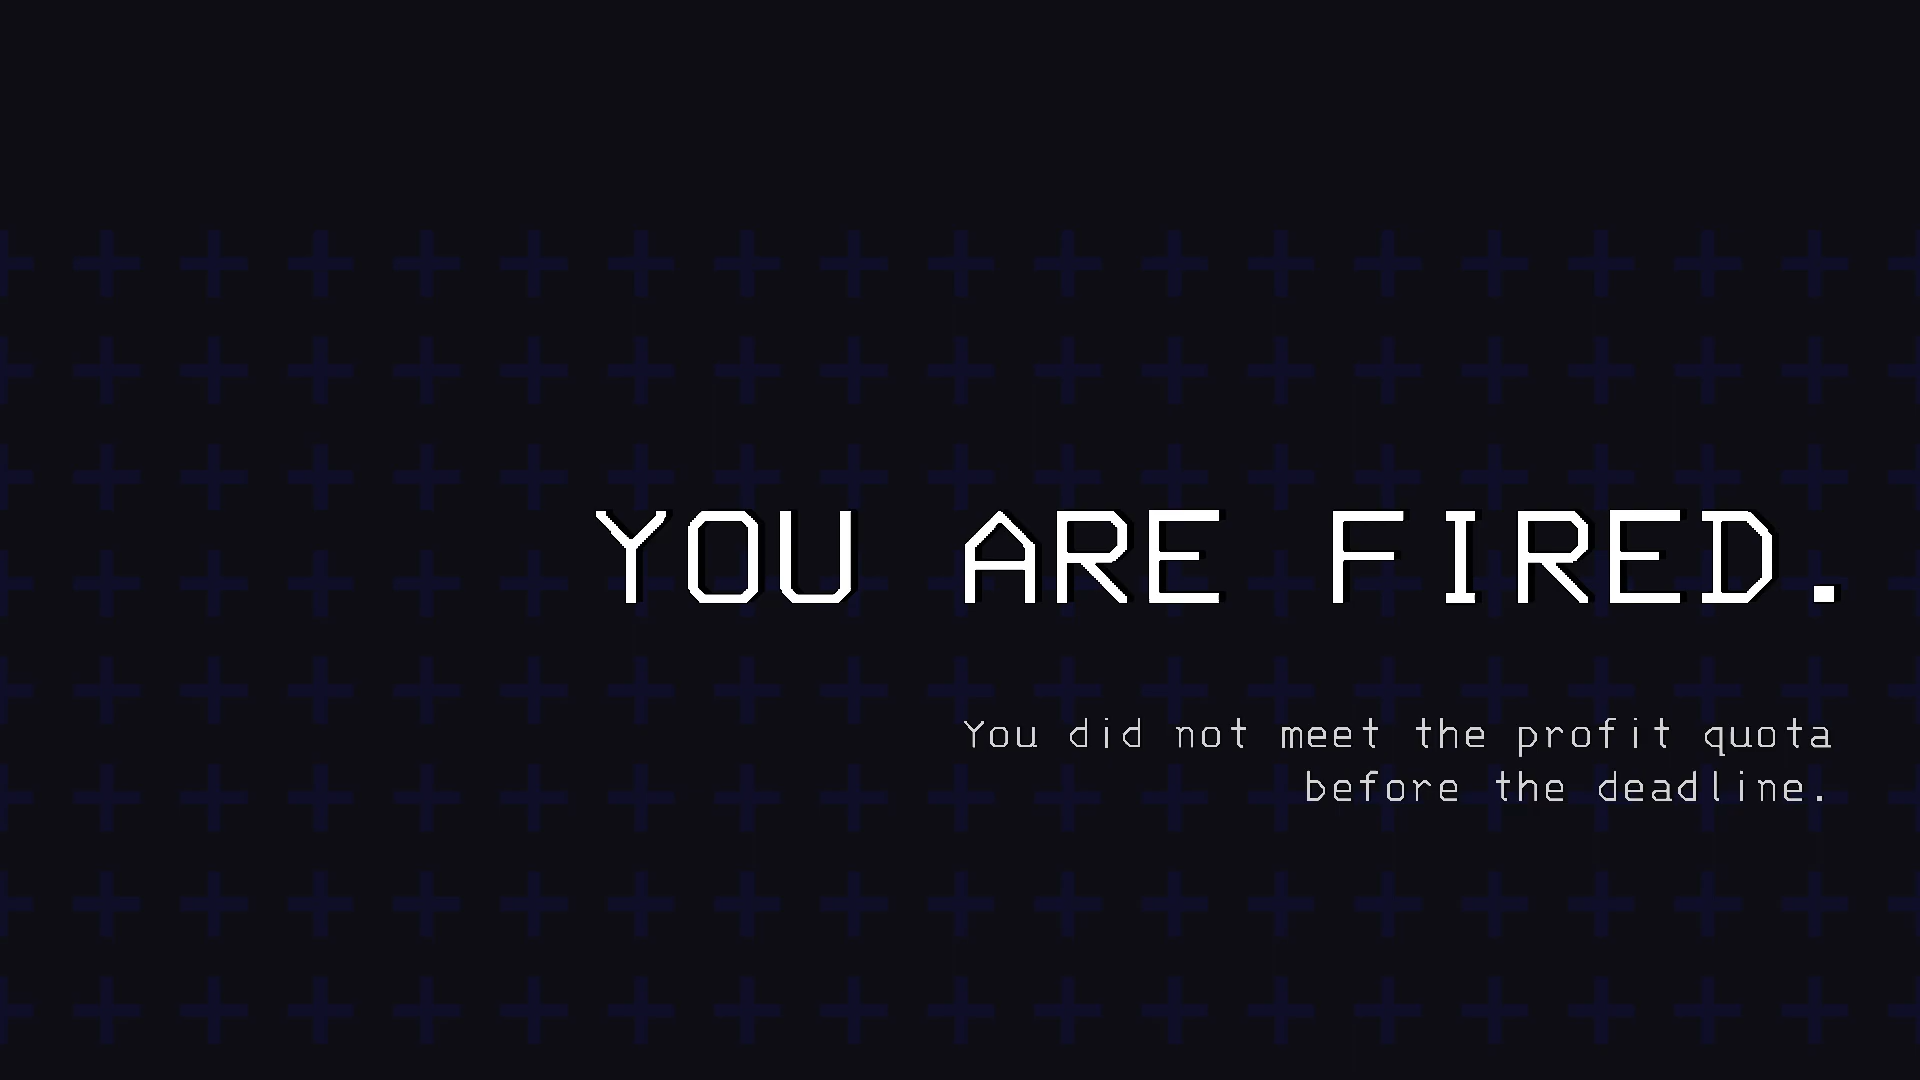 YOU ARE FIRED.
You did not meet the profit quota
before the deadline.